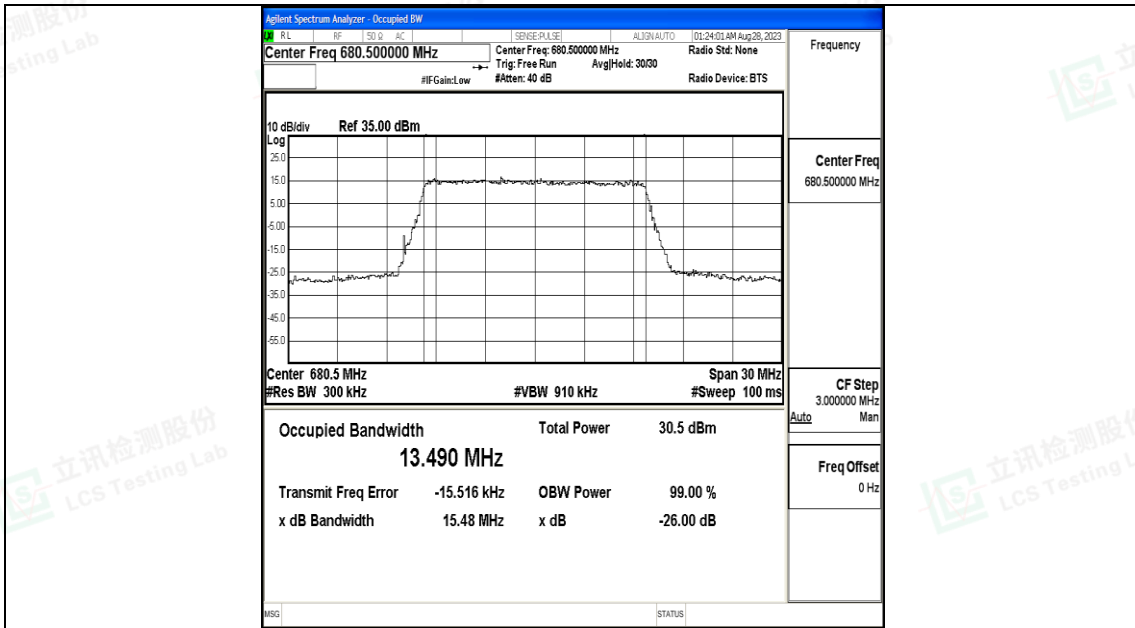 Agilent Spectrum Analyzer - Occupied BW
RL RF 50 Ω AC SENSE:PULSE ALIGN AUTO 01:24:01 AM Aug 28, 2023
Center Freq 680.500000 MHz
Center Freq: 680.500000 MHz Radio Std: None
Trig: Free Run Avg|Hold: 30/30
#IFGain:Low #Atten: 40 dB Radio Device: BTS
10 dB/div Ref 35.00 dBm
Log
25.0
15.0
5.00
-5.00
-15.0
-25.0
-35.0
-45.0
-55.0
Center 680.5 MHz Span 30 MHz
#Res BW 300 kHz #VBW 910 kHz #Sweep 100 ms
Occupied Bandwidth Total Power 30.5 dBm
13.490 MHz
Transmit Freq Error -15.516 kHz OBW Power 99.00 %
x dB Bandwidth 15.48 MHz x dB -26.00 dB
MSG STATUS
Frequency
Center Freq
680.500000 MHz
CF Step
3.000000 MHz
Auto Man
Freq Offset
0 Hz
立讯检测股份
LCS Testing Lab
立讯检测股份
LCS Testing L
测股份
sting Lab
立